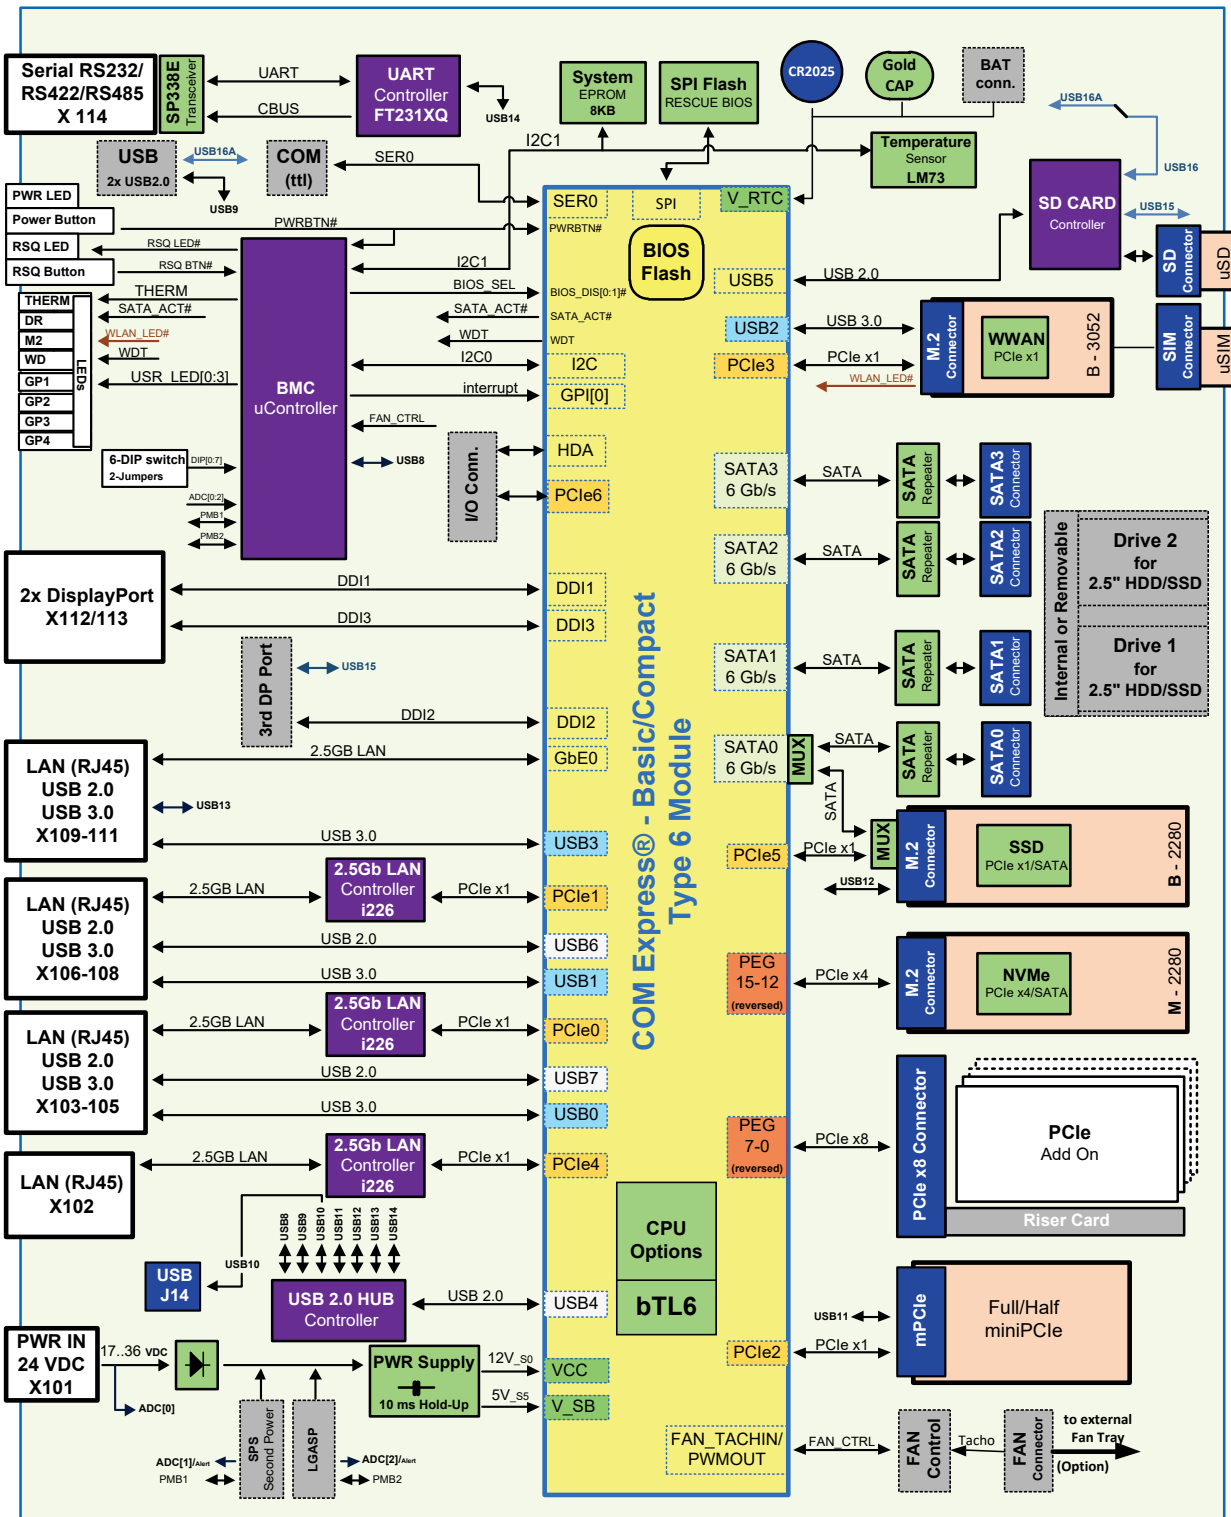 Serial RS232/
RS422/RS485
X 114
SP338E
Transceiver
UART
CBUS
UART
Controller
FT231XQ
USB14
System
EPROM
8KB
SPI Flash
RESCUE BIOS
CR2025
Gold
CAP
BAT
conn.
USB16A
USB
2x USB2.0
USB16A
USB9
COM
(ttl)
SER0
I2C1
Temperature
Sensor
LM73
USB16
SD CARD
Controller
USB15
PWR LED
Power Button
RSQ LED
RSQ Button
PWRBTN#
RSQ LED#
RSQ BTN#
SER0
SPI
V_RTC
PWRBTN#
BIOS
Flash
I2C1
BIOS_SEL
BIOS_DIS[0:1]#
USB5
USB 2.0
SD
Connector
uSD
THERM
DR
M2
WD
GP1
GP2
GP3
GP4
LEDs
THERM
SATA_ACT#
WLAN_LED#
WDT
USR_LED[0:3]
BMC
uController
SATA_ACT#
WDT
I2C0
interrupt
FAN_CTRL
USB8
SATA_ACT#
WDT
I2C
GPI[0]
USB2
PCIe3
USB 3.0
PCIe x1
WLAN_LED#
M.2
Connector
WWAN
PCIe x1
B - 3052
SIM
Connector
uSIM
6-DIP switch
2-Jumpers
DIP[0:7]
ADC[0:2]
PMB1
PMB2
I/O Conn.
HDA
PCIe6
SATA3
6 Gb/s
SATA
SATA
Repeater
SATA3
Connector
SATA2
6 Gb/s
SATA
SATA
Repeater
SATA2
Connector
Internal or Removable
Drive 2
for
2.5" HDD/SSD
Drive 1
for
2.5" HDD/SSD
2x DisplayPort
X112/113
DDI1
DDI3
DDI1
DDI3
3rd DP Port
USB15
DDI2
DDI2
COM Express® - Basic/Compact
Type 6 Module
SATA1
6 Gb/s
SATA
SATA
Repeater
SATA1
Connector
SATA0
6 Gb/s
MUX
SATA
SATA
SATA
Repeater
SATA0
Connector
LAN (RJ45)
USB 2.0
USB 3.0
X109-111
2.5GB LAN
USB13
USB 3.0
GbE0
USB3
PCIe5
PCIe x1
MUX
USB12
M.2
Connector
SSD
PCIe x1/SATA
B - 2280
LAN (RJ45)
USB 2.0
USB 3.0
X106-108
2.5GB LAN
2.5Gb LAN
Controller
i226
PCIe x1
PCIe1
USB 2.0
USB6
USB 3.0
USB1
PEG
15-12
(reversed)
PCIe x4
M.2
Connector
NVMe
PCIe x4/SATA
M - 2280
LAN (RJ45)
USB 2.0
USB 3.0
X103-105
2.5GB LAN
2.5Gb LAN
Controller
i226
PCIe x1
PCIe0
USB 2.0
USB7
USB 3.0
USB0
PEG
7-0
(reversed)
PCIe x8
PCIe x8 Connector
PCIe
Add On
Riser Card
LAN (RJ45)
X102
2.5GB LAN
2.5Gb LAN
Controller
i226
PCIe x1
PCIe4
USB8
USB9
USB10
USB11
USB12
USB13
USB14
USB10
USB
J14
USB 2.0 HUB
Controller
USB 2.0
USB4
CPU
Options
bTL6
USB11
PCIe x1
PCIe2
mPCIe
Full/Half
miniPCIe
PWR IN
24 VDC
X101
17..36 VDC
ADC[0]
PWR Supply
10 ms Hold-Up
12V_S0
5V_S5
VCC
V_SB
SPS
Second Power
LGASP
ADC[1]/Alert
PMB1
ADC[2]/Alert
PMB2
FAN_TACHIN/
PWMOUT
FAN_CTRL
FAN
Control
Tacho
FAN
Connector
to external
Fan Tray
(Option)